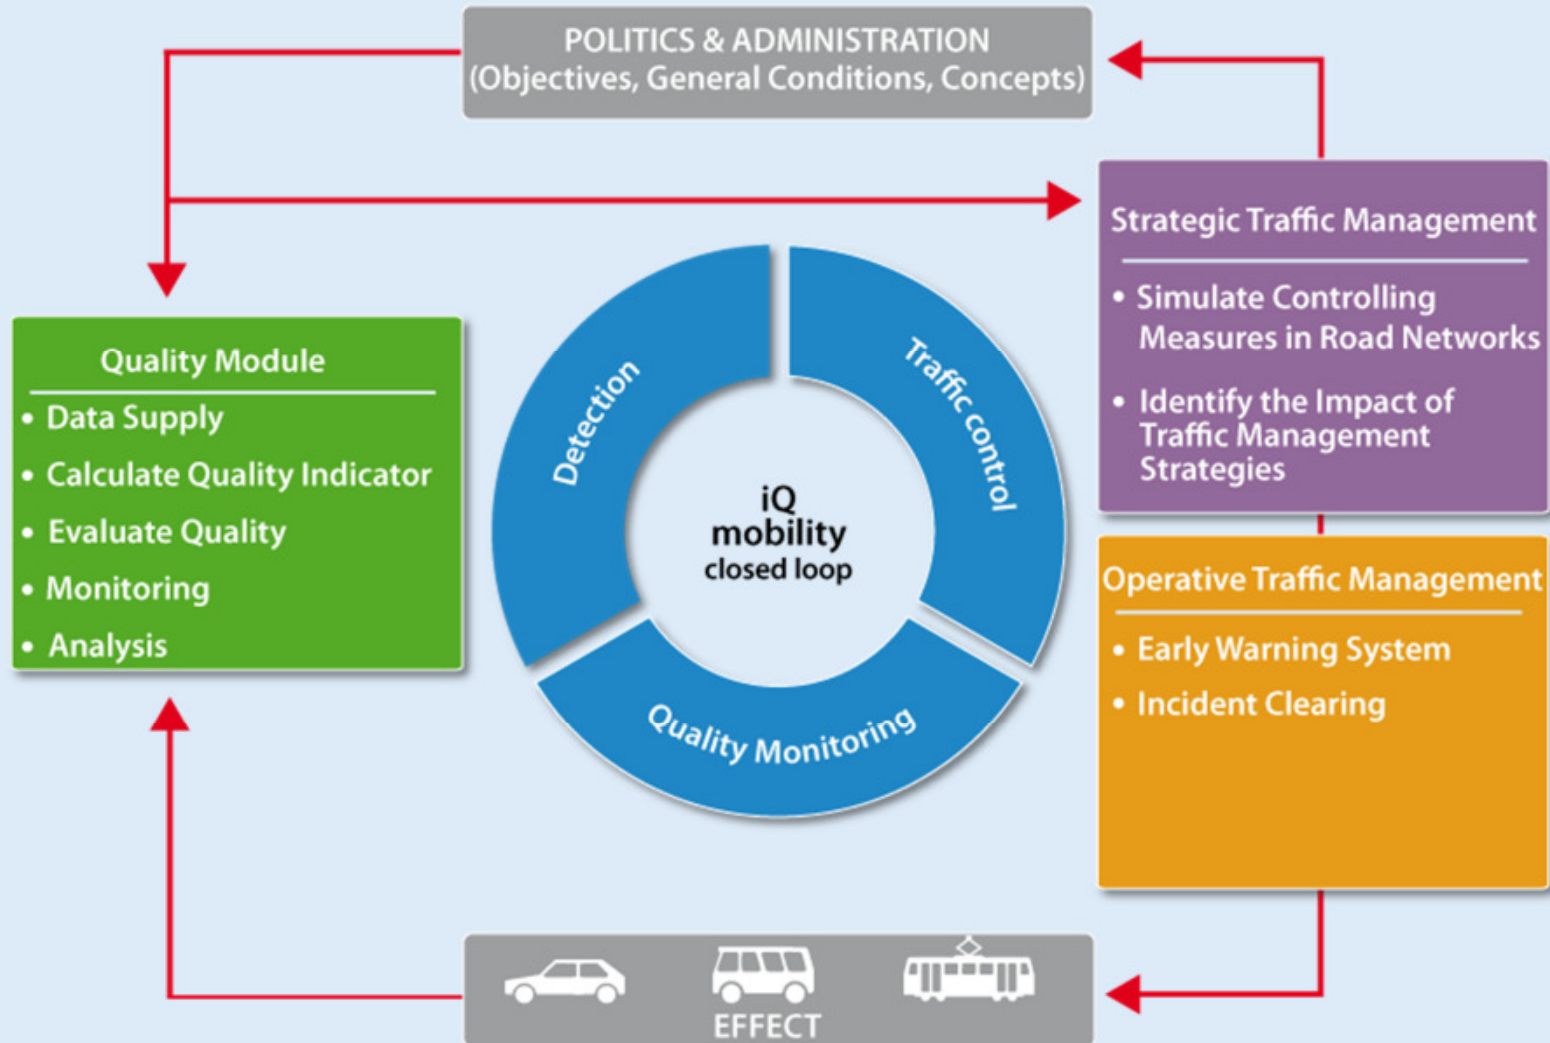 POLITICS & ADMINISTRATION
(Objectives, General Conditions, Concepts)
Strategic Traffic Management
• Simulate Controlling
Measures in Road Networks
• Identify the Impact of
Traffic Management
Strategies
Quality Module
• Data Supply
• Calculate Quality Indicator
• Evaluate Quality
• Monitoring
• Analysis
Detection
Traffic control
Quality Monitoring
iQ
mobility
closed loop
Operative Traffic Management
• Early Warning System
• Incident Clearing
EFFECT